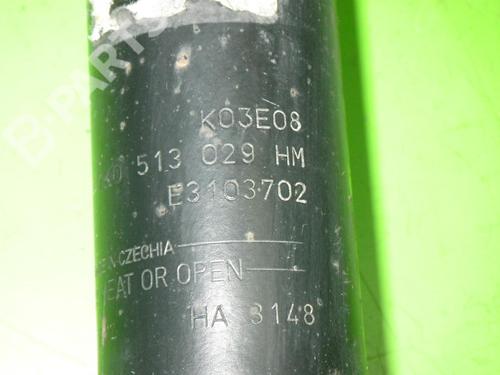 K03E08
513 029 HM
E3103702
CZECHIA
EAT OR OPEN
HA 3148